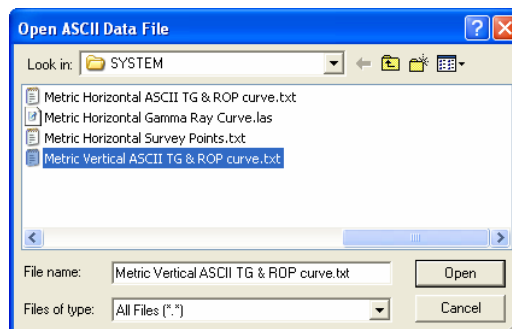 Open ASCII Data File
Look in: SYSTEM
Metric Horizontal ASCII TG & ROP curve.txt
Metric Horizontal Gamma Ray Curve.las
Metric Horizontal Survey Points.txt
Metric Vertical ASCII TG & ROP curve.txt
File name: Metric Vertical ASCII TG & ROP curve.txt Open
Files of type: All Files (*.*) Cancel